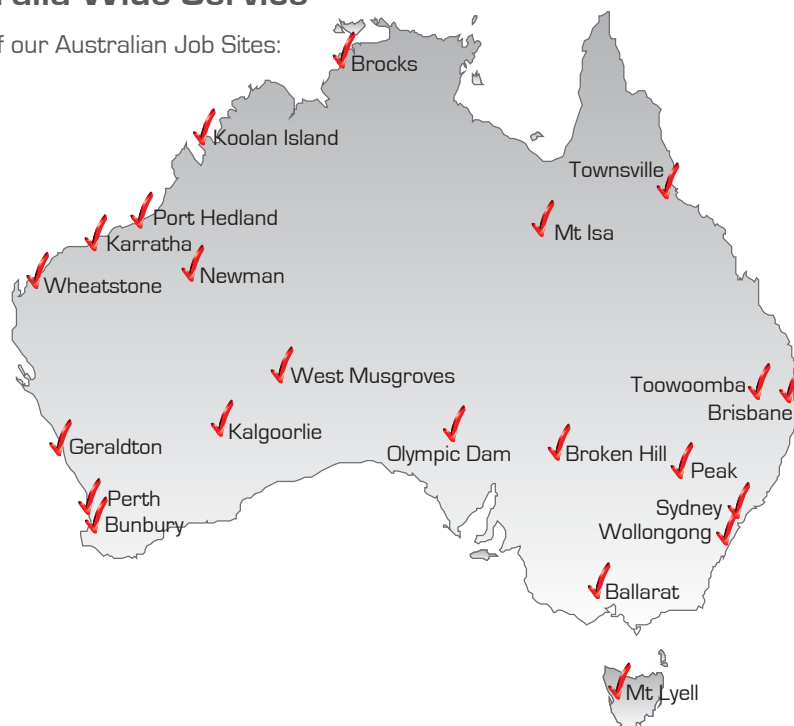 of our Australian Job Sites:
Brocks
Koolan Island
Townsville
Port Hedland
Mt Isa
Karratha
Newman
Wheatstone
West Musgroves
Toowoomba
Brisbane
Kalgoorlie
Geraldton
Olympic Dam
Broken Hill
Peak
Perth
Sydney
Bunbury
Wollongong
Ballarat
Mt Lyell